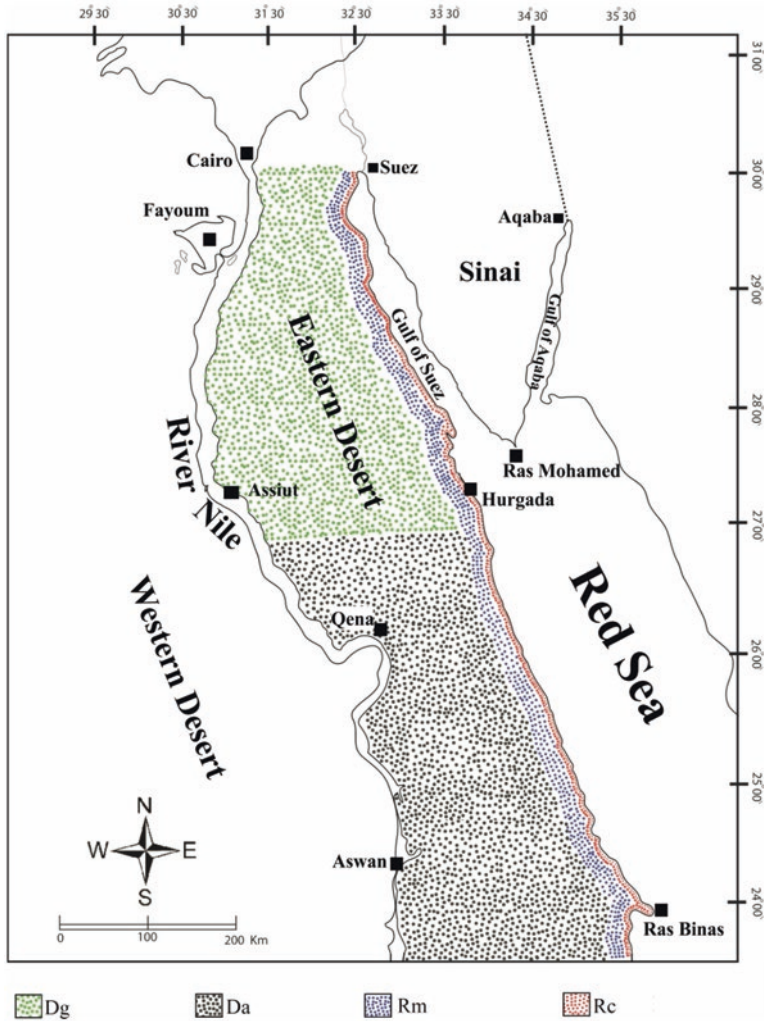 29 30 30 30 31 30 32 30 33 30 34 30 35 30
31°00'
Cairo
Suez
30°00'
Fayoum
Aqaba
Sinai
29°00'
Gulf of Suez
Gulf of Aqaba
Eastern Desert
28°00'
River Nile
Ras Mohamed
Assiut
Hurgada
27°00'
Western Desert
Red Sea
Qena
26°00'
25°00'
N
W E
S
Aswan
24°00'
Ras Binas
0 100 200 Km
Dg Da Rm Rc